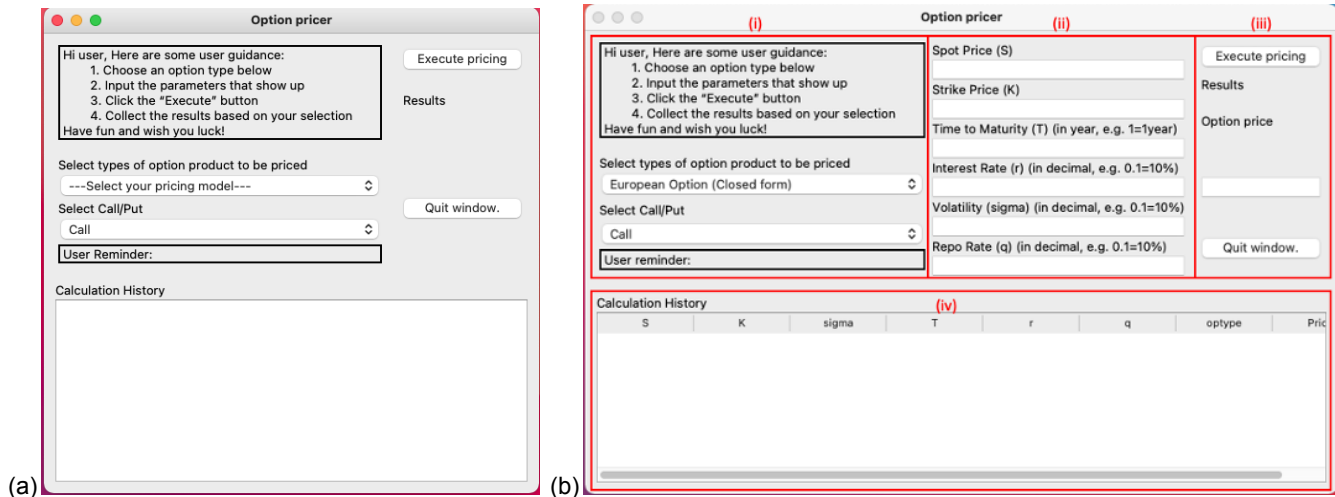 Option pricer
Hi user, Here are some user guidance:
1. Choose an option type below
2. Input the parameters that show up
3. Click the “Execute” button
4. Collect the results based on your selection
Have fun and wish you luck!
Execute pricing
Results
Select types of option product to be priced
---Select your pricing model---
Select Call/Put
Call
Quit window.
User Reminder:
Calculation History
(a)
Option pricer
(i)
(ii)
(iii)
Hi user, Here are some user guidance:
1. Choose an option type below
2. Input the parameters that show up
3. Click the “Execute” button
4. Collect the results based on your selection
Have fun and wish you luck!
Select types of option product to be priced
European Option (Closed form)
Select Call/Put
Call
User reminder:
Spot Price (S)
Strike Price (K)
Time to Maturity (T) (in year, e.g. 1=1year)
Interest Rate (r) (in decimal, e.g. 0.1=10%)
Volatility (sigma) (in decimal, e.g. 0.1=10%)
Repo Rate (q) (in decimal, e.g. 0.1=10%)
Execute pricing
Results
Option price
Quit window.
Calculation History
(iv)
S K sigma T r q optype Pric
(b)